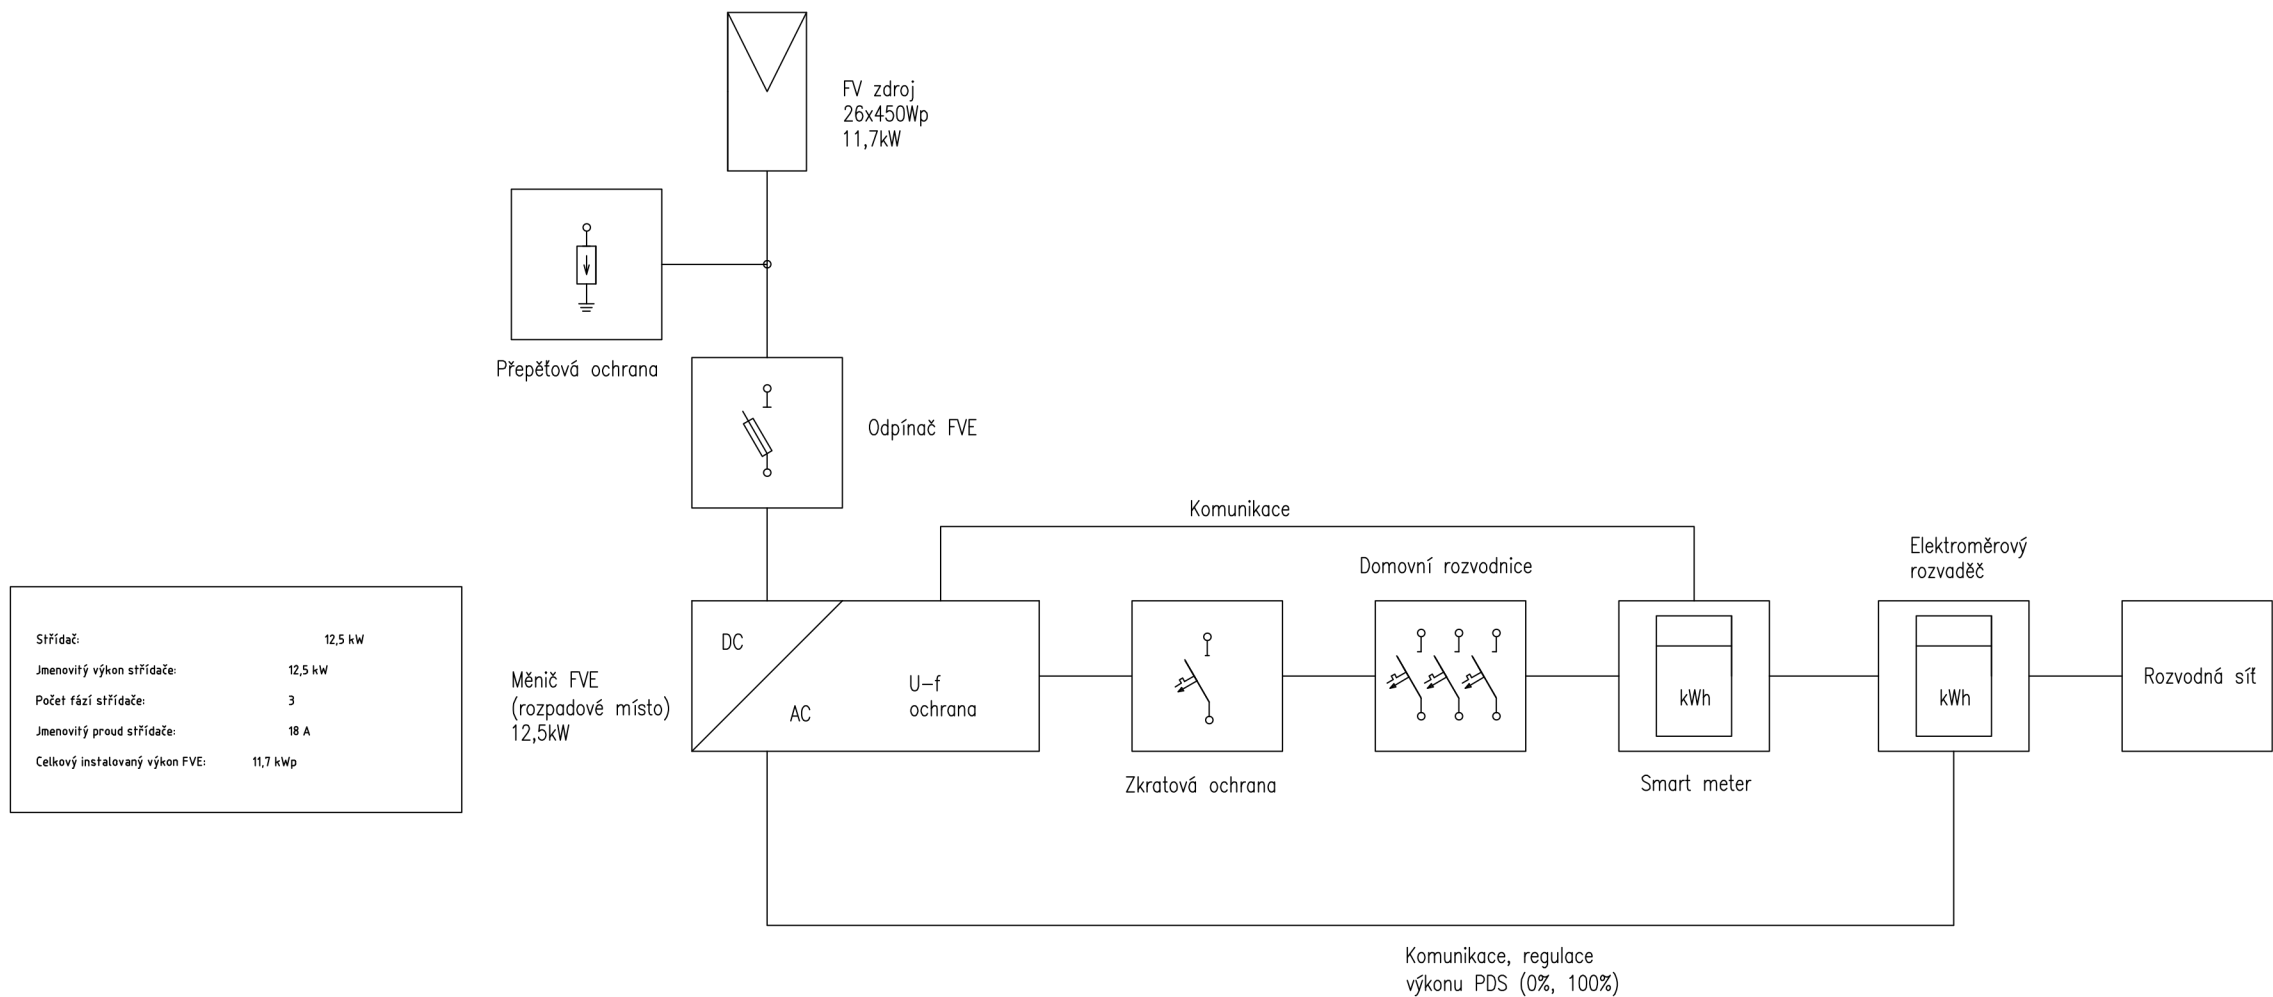 FV zdroj
26x450Wp
11,7kW
Přepěťová ochrana
Odpínač FVE
Komunikace
Domovní rozvodnice
Elektroměrový
rozvaděč
Střídač: 12,5 kW
Jmenovitý výkon střídače: 12,5 kW
Počet fází střídače: 3
Jmenovitý proud střídače: 18 A
Celkový instalovaný výkon FVE: 11,7 kWp
Měnič FVE
(rozpadové místo)
12,5kW
DC
AC
U-f
ochrana
kWh
kWh
Rozvodná síť
Zkratová ochrana
Smart meter
Komunikace, regulace
výkonu PDS (0%, 100%)